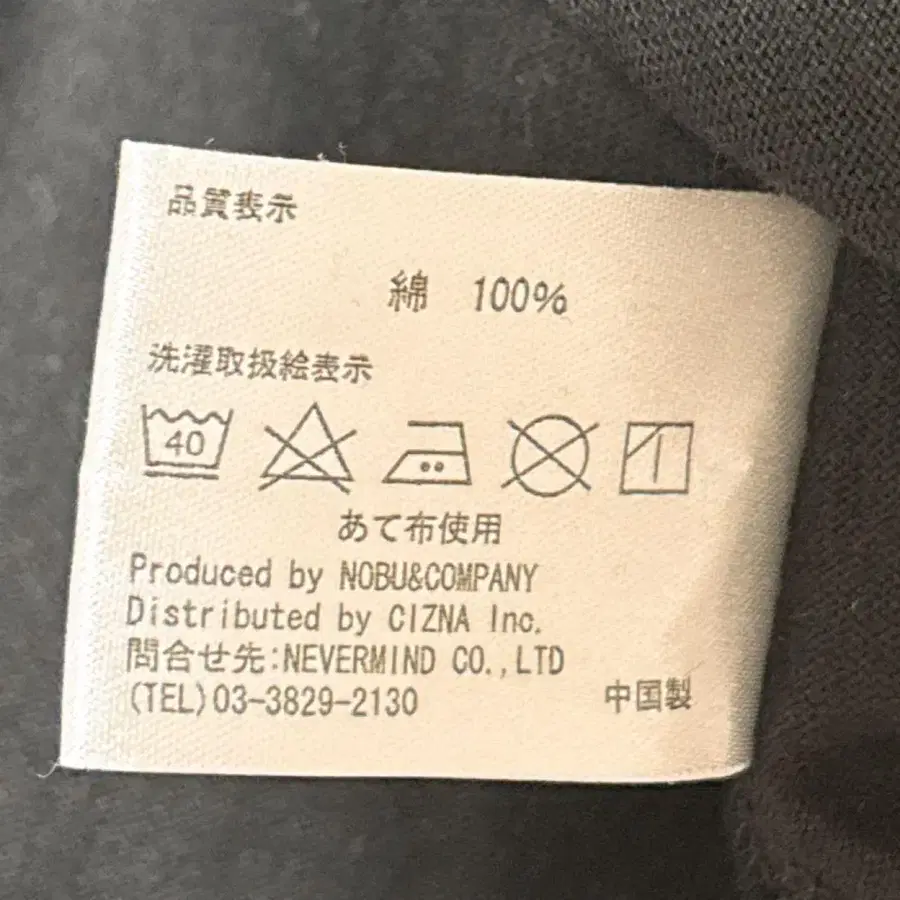 品質表示
綿 100%
洗濯取扱絵表示
40
あて布使用
Produced by NOBU&COMPANY
Distributed by CIZNA Inc.
問合せ先:NEVERMIND CO.,LTD
(TEL)03-3829-2130 中国製